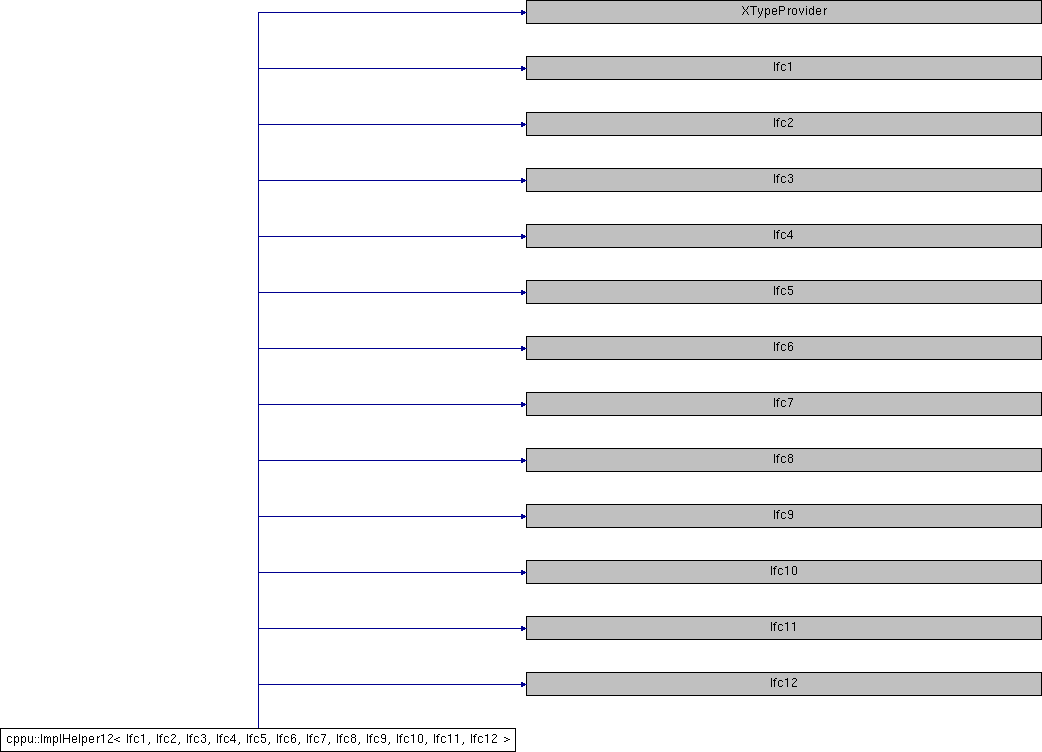 XTypeProvider
Ifc1
Ifc2
Ifc3
Ifc4
Ifc5
Ifc6
Ifc7
Ifc8
Ifc9
Ifc10
Ifc11
Ifc12
cppu::ImplHelper12< Ifc1, Ifc2, Ifc3, Ifc4, Ifc5, Ifc6, Ifc7, Ifc8, Ifc9, Ifc10, Ifc11, Ifc12 >